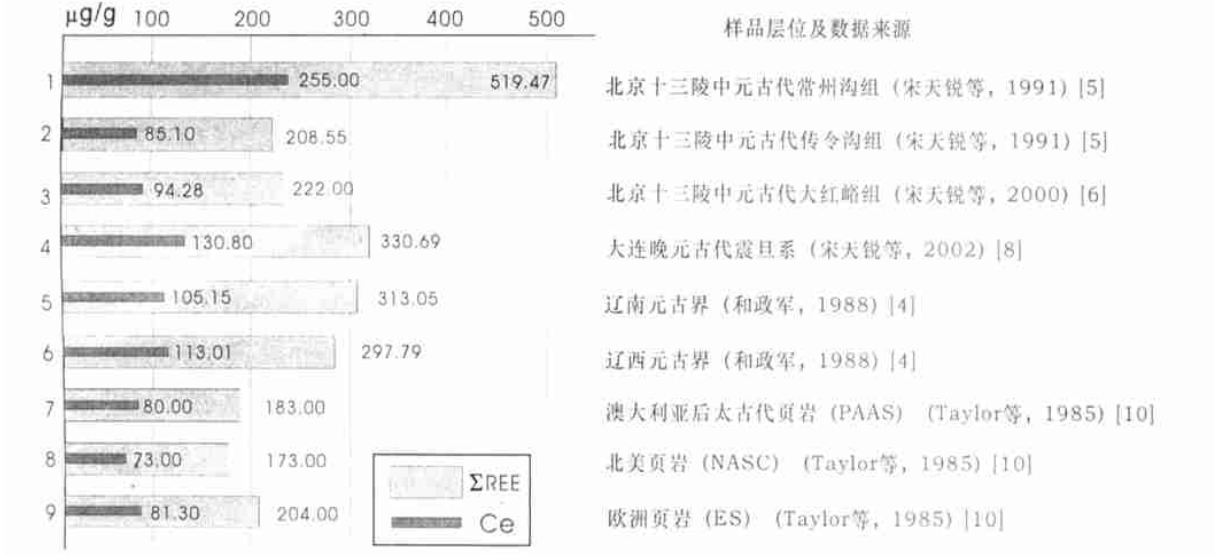 μg/g 100 200 300 400 500
样品层位及数据来源
1 255.00 519.47 北京十三陵中元古代常州沟组 (宋天锐等, 1991) [5]
2 85.10 208.55 北京十三陵中元古代传令沟组 (宋天锐等, 1991) [5]
3 94.28 222.00 北京十三陵中元古代大红峪组 (宋天锐等, 2000) [6]
4 130.80 330.69 大连晚元古代震旦系 (宋天锐等, 2002) [8]
5 105.15 313.05 辽南元古界 (和政军, 1988) [4]
6 113.01 297.79 辽西元古界 (和政军, 1988) [4]
7 80.00 183.00 澳大利亚后太古代页岩 (PAAS) (Taylor等, 1985) [10]
8 73.00 173.00 北美页岩 (NASC) (Taylor等, 1985) [10]
9 81.30 204.00 欧洲页岩 (ES) (Taylor等, 1985) [10]
ΣREE
Ce